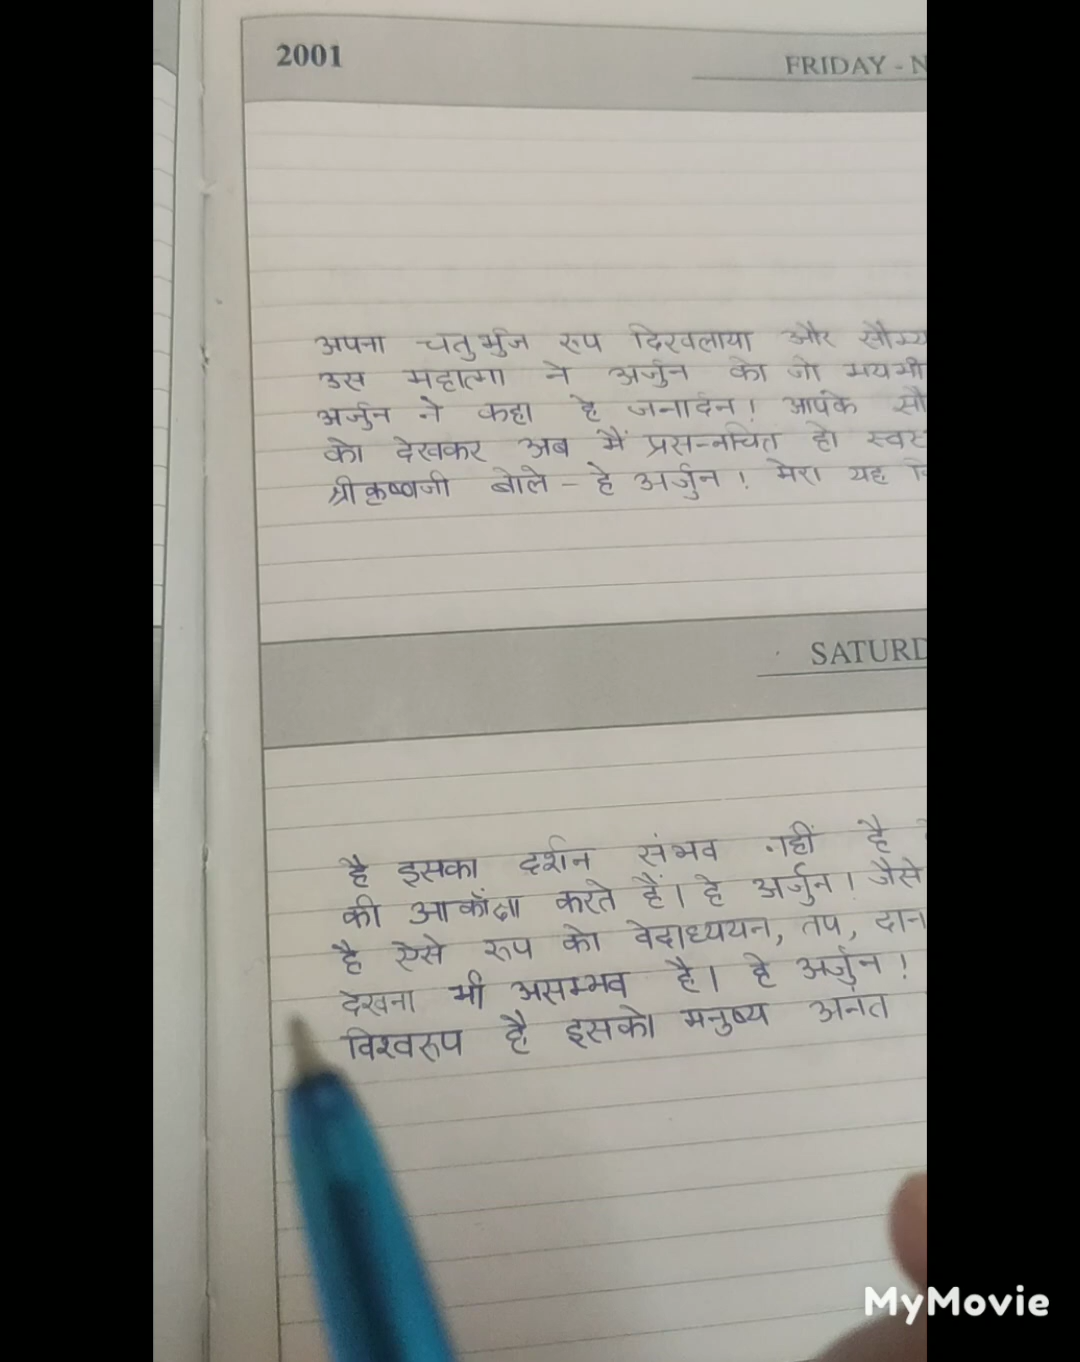 2001
FRIDAY - N
अपना चतुर्भुज रुप दिखलाया और सौम्य
उस महात्मा ने अर्जुन को जो भयभी
अर्जुन ने कहा हे जनार्दन! आपके सौ
को देखकर अब मैं प्रसन्नचित हो स्वस्
श्री कृष्णजी बोले - हे अर्जुन! मेरा यह
SATURD
है इसका दर्शन संभव नहीं है
की आकाँक्षा करते हैं। हे अर्जुन! जैसे
है ऐसे रुप को वेदाध्ययन, तप, दान
देखना भी असम्भव है। हे अर्जुन!
विश्वरुप है इसको मनुष्य अनंत
MyMovie